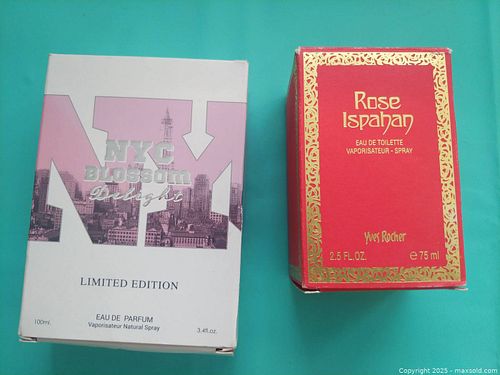 NYC
BLOSSOM
Delight
LIMITED EDITION
EAU DE PARFUM
Vaporisateur Natural Spray
100ml.
3.4fl.oz.
Rose
Ispahan
EAU DE TOILETTE
VAPORISATEUR - SPRAY
Yves Rocher
2.5 FL. OZ.
℮ 75 ml
Copyright 2025 - maxsold.com